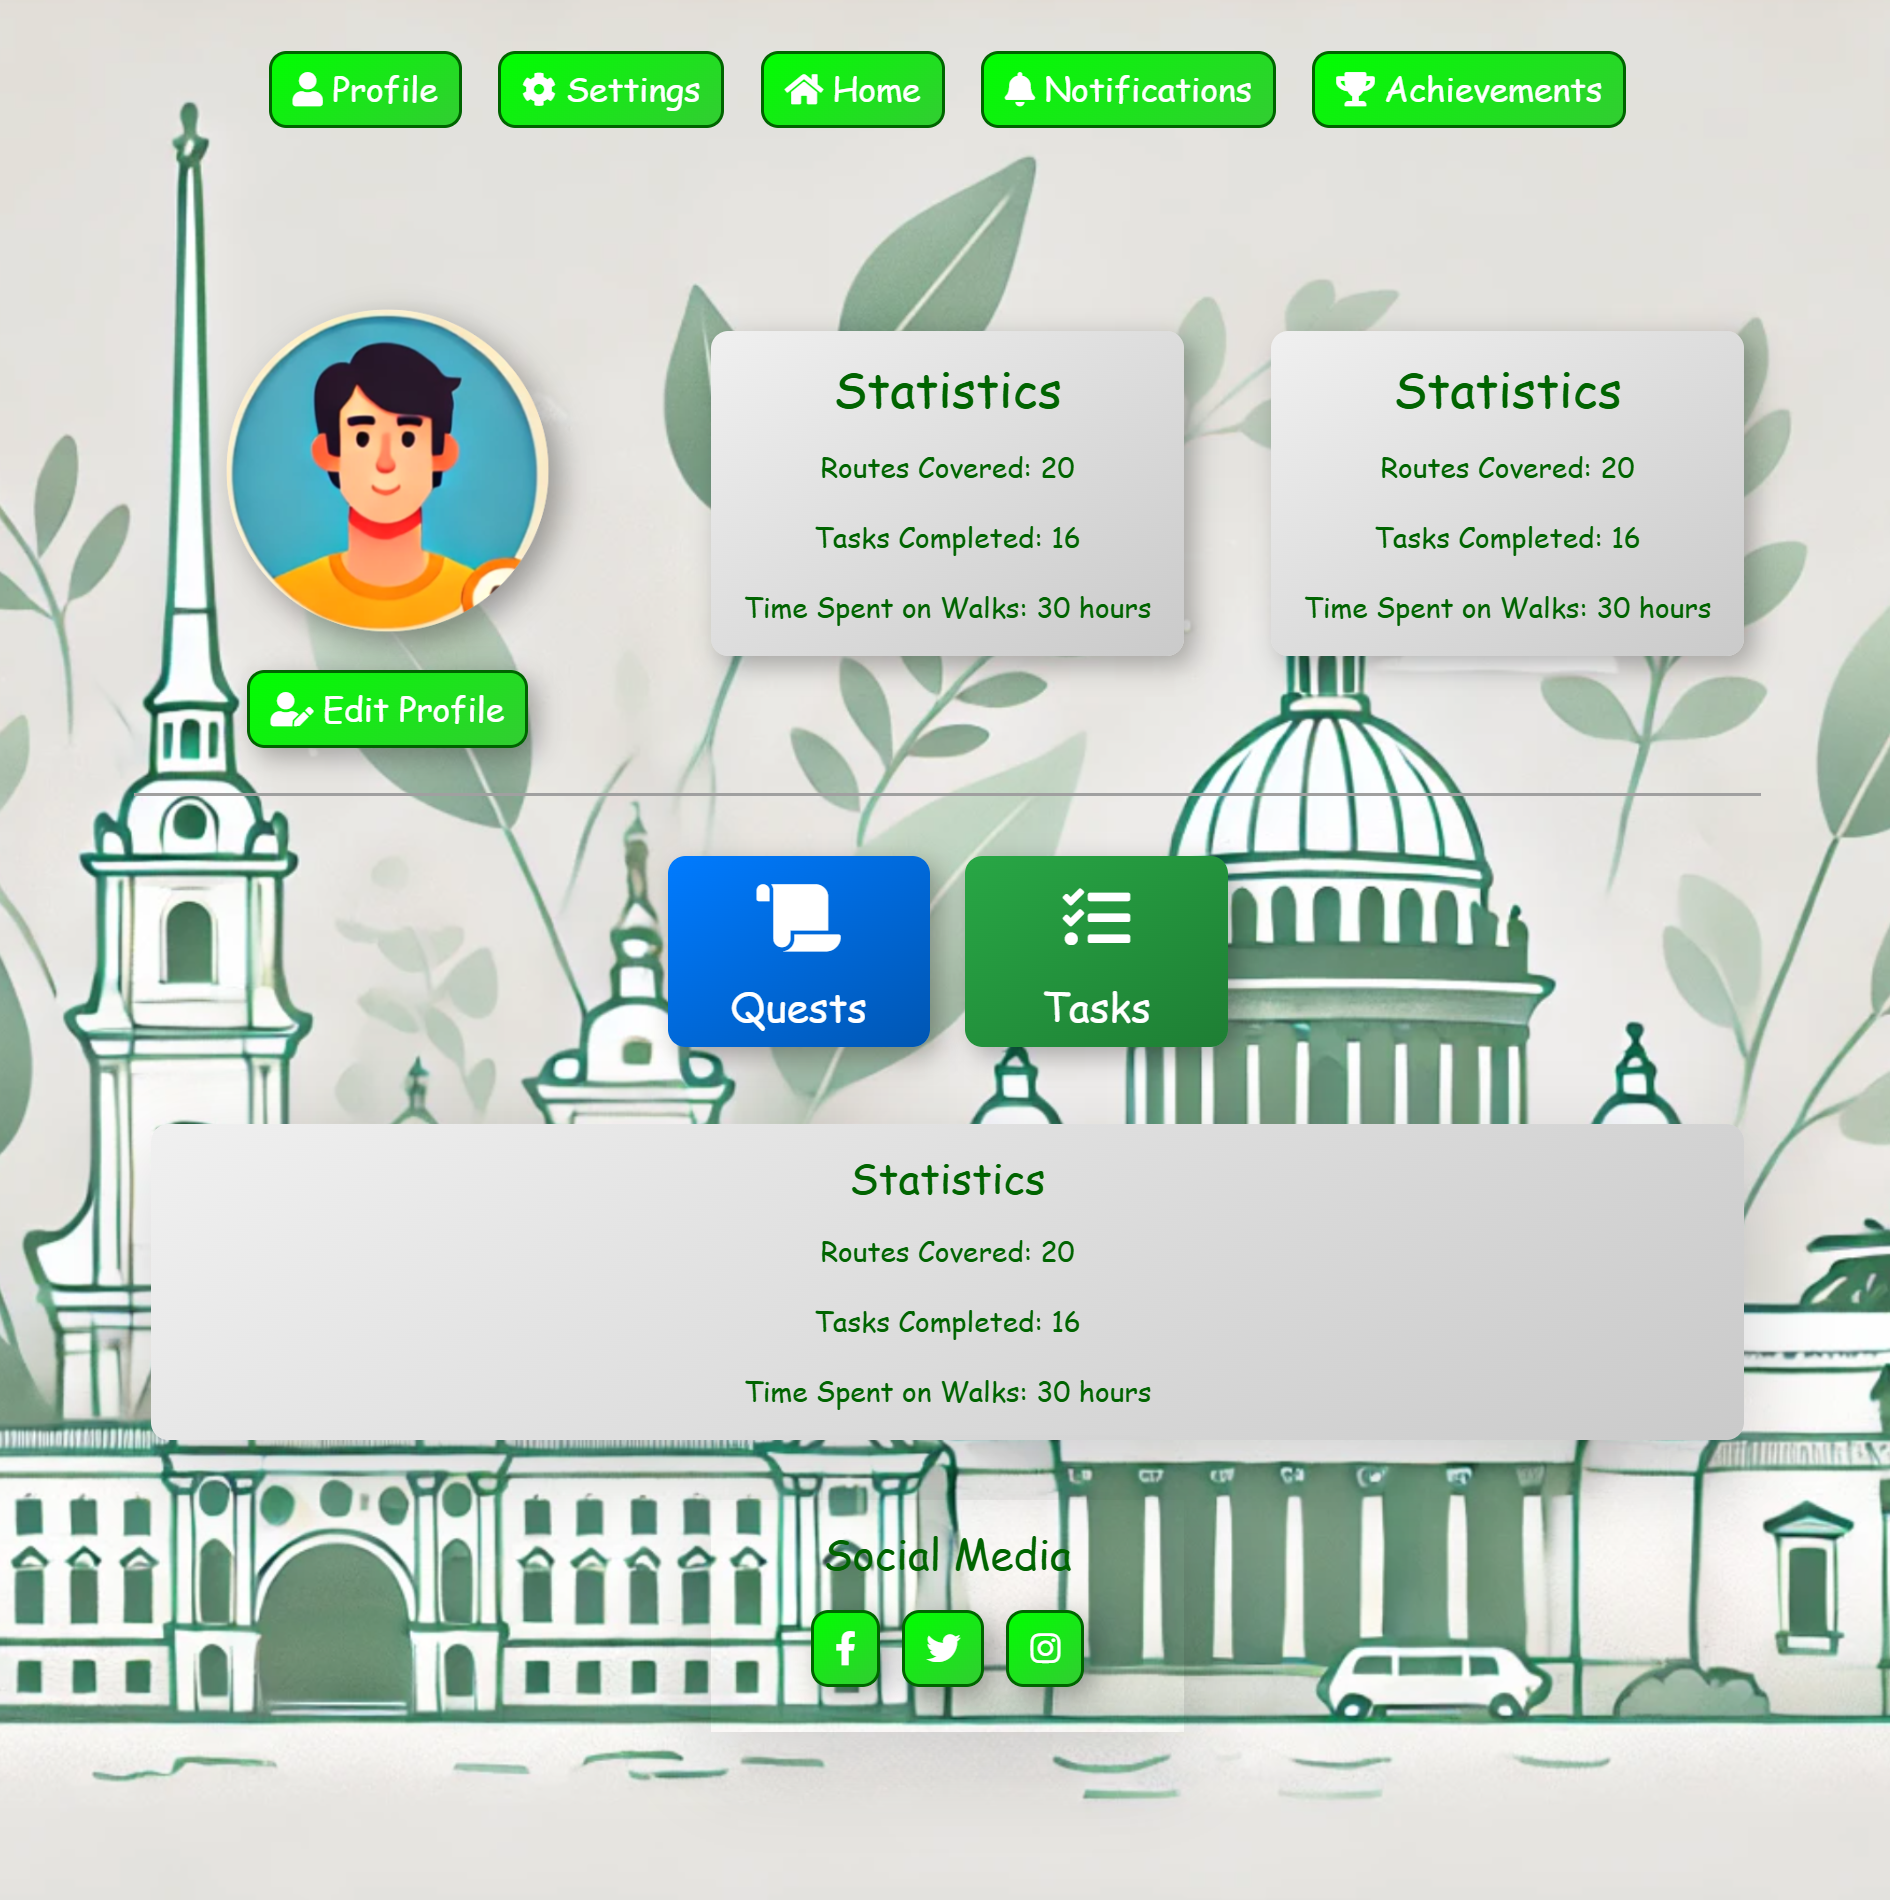 Profile
Settings
Home
Notifications
Achievements
Statistics
Routes Covered: 20
Tasks Completed: 16
Time Spent on Walks: 30 hours
Statistics
Routes Covered: 20
Tasks Completed: 16
Time Spent on Walks: 30 hours
Edit Profile
Quests
Tasks
Statistics
Routes Covered: 20
Tasks Completed: 16
Time Spent on Walks: 30 hours
Social Media